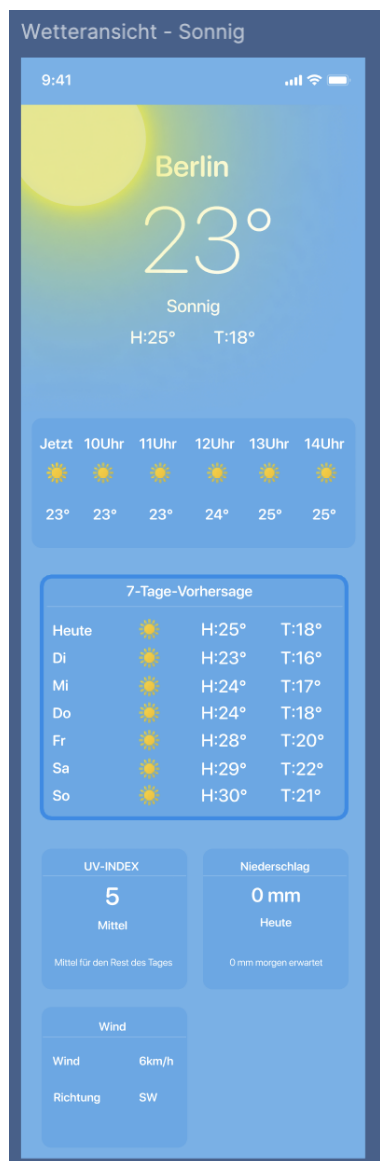 Wetteransicht - Sonnig
9:41
Berlin
23°
Sonnig
H:25° T:18°
Jetzt 10Uhr 11Uhr 12Uhr 13Uhr 14Uhr
23° 23° 23° 24° 25° 25°
7-Tage-Vorhersage
Heute H:25° T:18°
Di H:23° T:16°
Mi H:24° T:17°
Do H:24° T:18°
Fr H:28° T:20°
Sa H:29° T:22°
So H:30° T:21°
UV-INDEX
5
Mittel
Mittel für den Rest des Tages
Niederschlag
0 mm
Heute
0 mm morgen erwartet
Wind
Wind 6km/h
Richtung SW